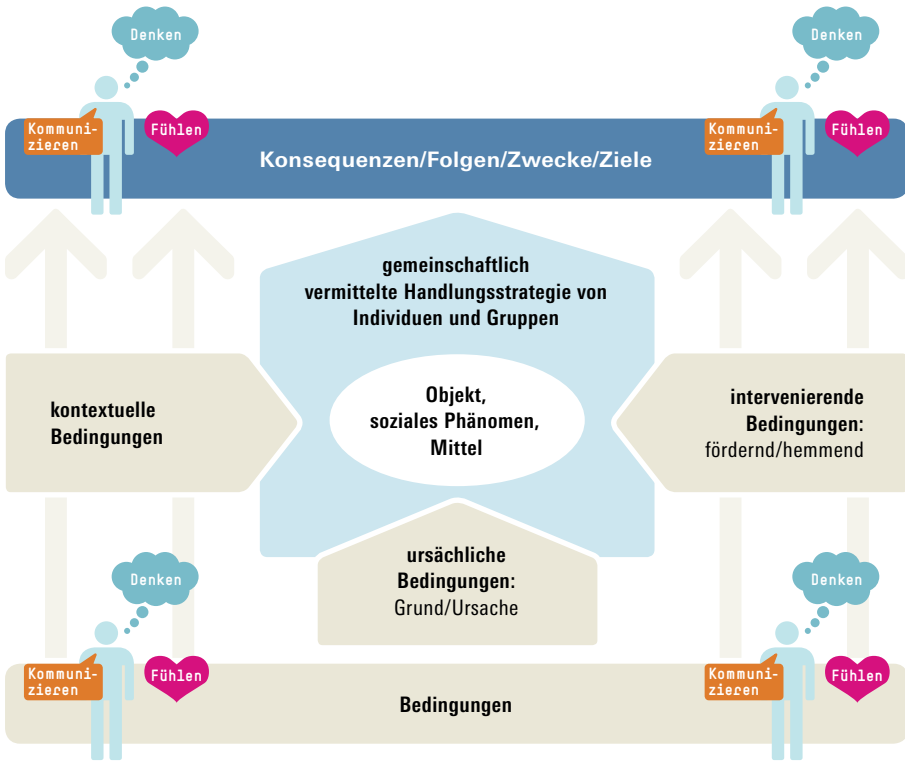 Denken
Kommuni-
zieren
Fühlen
Denken
Kommuni-
zieren
Fühlen
Konsequenzen/Folgen/Zwecke/Ziele
gemeinschaftlich
vermittelte Handlungsstrategie von
Individuen und Gruppen
kontextuelle
Bedingungen
Objekt,
soziales Phänomen,
Mittel
intervenierende
Bedingungen:
fördernd/hemmend
ursächliche
Bedingungen:
Grund/Ursache
Denken
Kommuni-
zieren
Fühlen
Denken
Kommuni-
zieren
Fühlen
Bedingungen